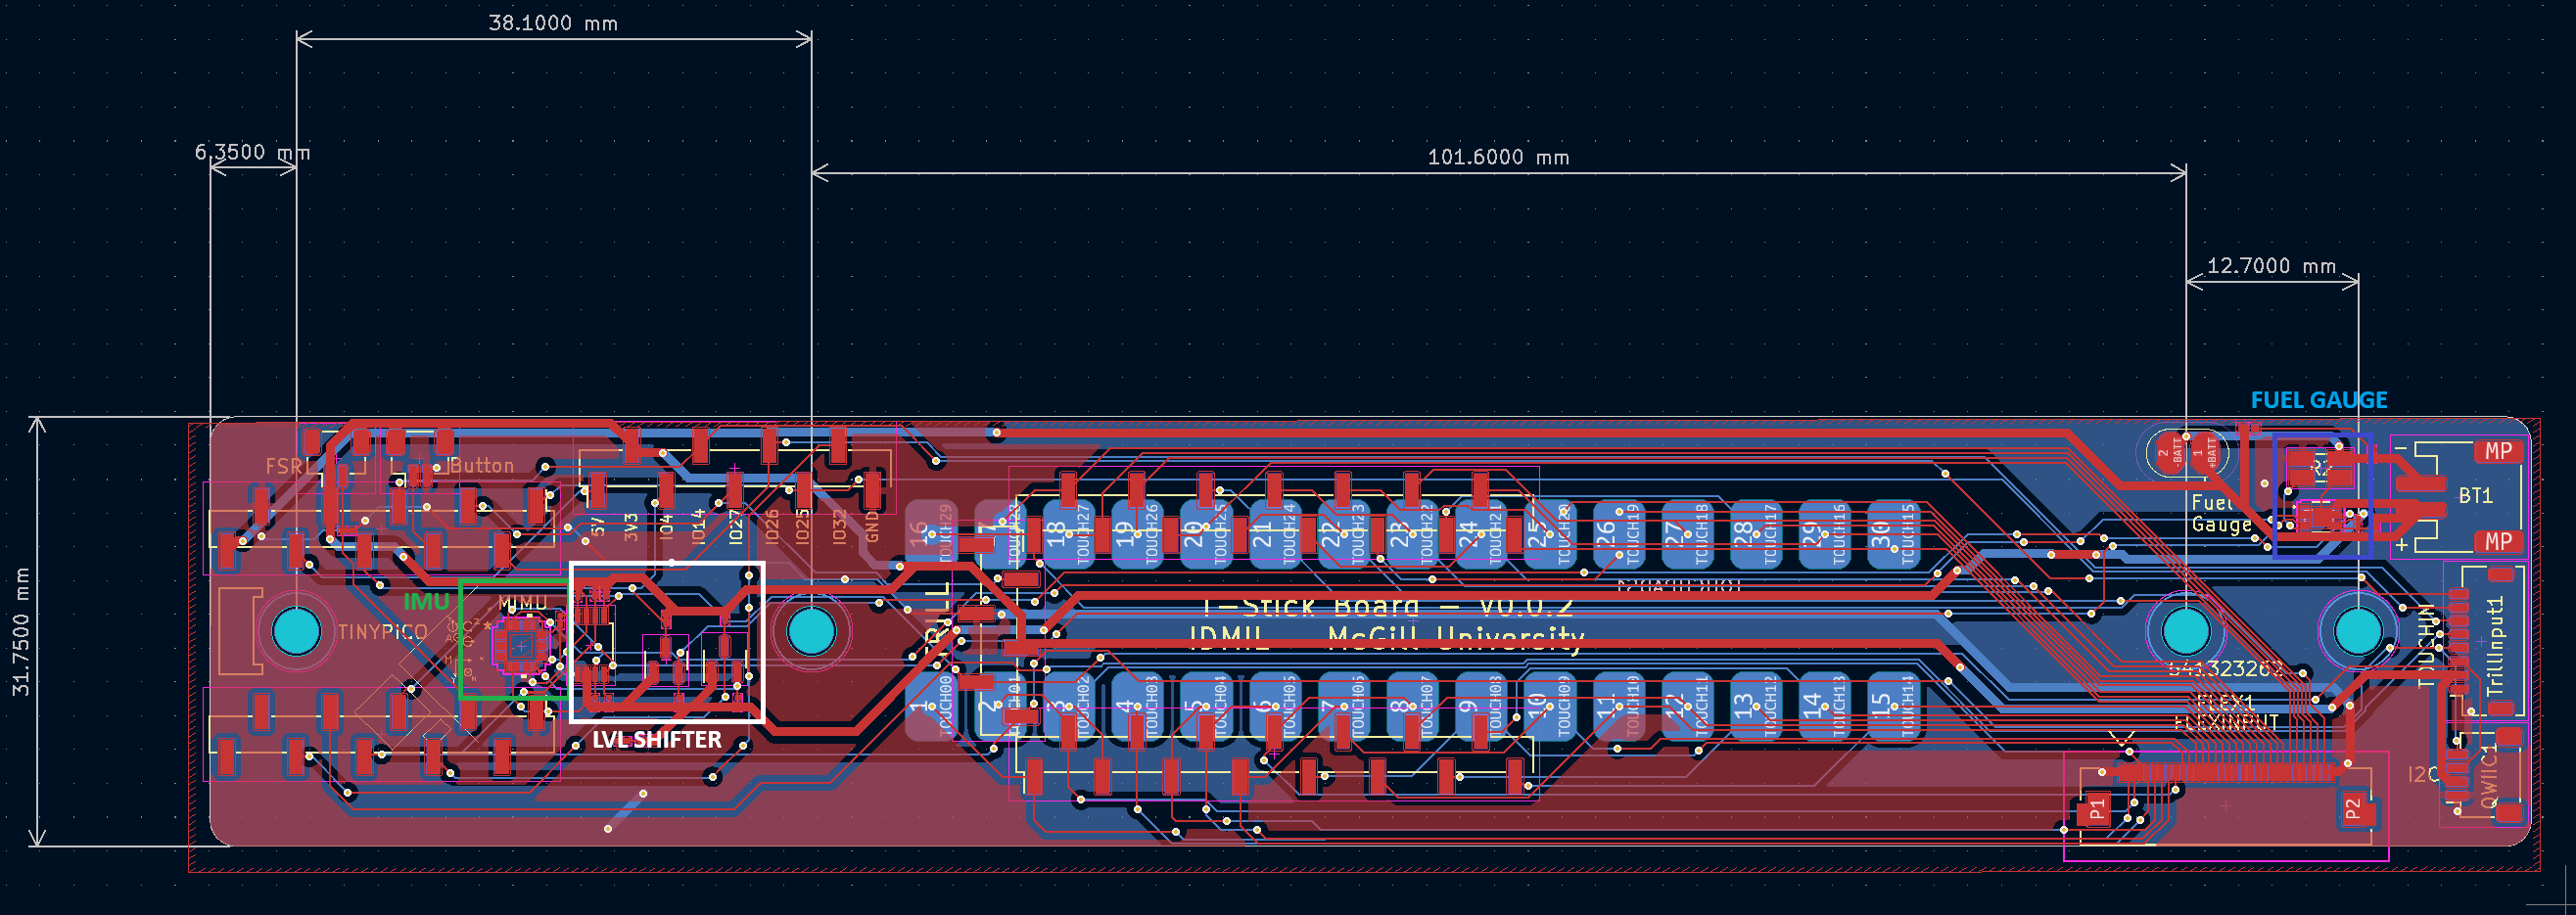 38.1000 mm
6.3500 mm
101.6000 mm
12.7000 mm
31.7500 mm
FUEL GAUGE
FSR
Button
5V
3V3
IO4
IO14
IO27
IO26
IO25
IO32
GND
16 TOUCH29
17
18 TOUCH27
19 TOUCH26
20 TOUCH25
21 TOUCH24
22 TOUCH23
23 TOUCH22
24 TOUCH21
25
26 TOUCH19
27 TOUCH18
28 TOUCH17
29 TOUCH16
30 TOUCH15
2 -BATT
1 +BATT
Fuel
Gauge
-
+
MP
BT1
MP
IMU
MIMU
TINYPICO
LVL SHIFTER
T-Stick Board - v0.0.2
IDMIL McGill University
TOUCHIN
TrillInput1
FLEX1
FLEXINPUT
1 TOUCH00
2 TOUCH01
3 TOUCH02
4 TOUCH03
5 TOUCH04
6 TOUCH05
7 TOUCH06
8 TOUCH07
9 TOUCH08
10 TOUCH09
11 TOUCH10
12 TOUCH11
13 TOUCH12
14 TOUCH13
15 TOUCH14
P1
P2
I2C
QWIIC1